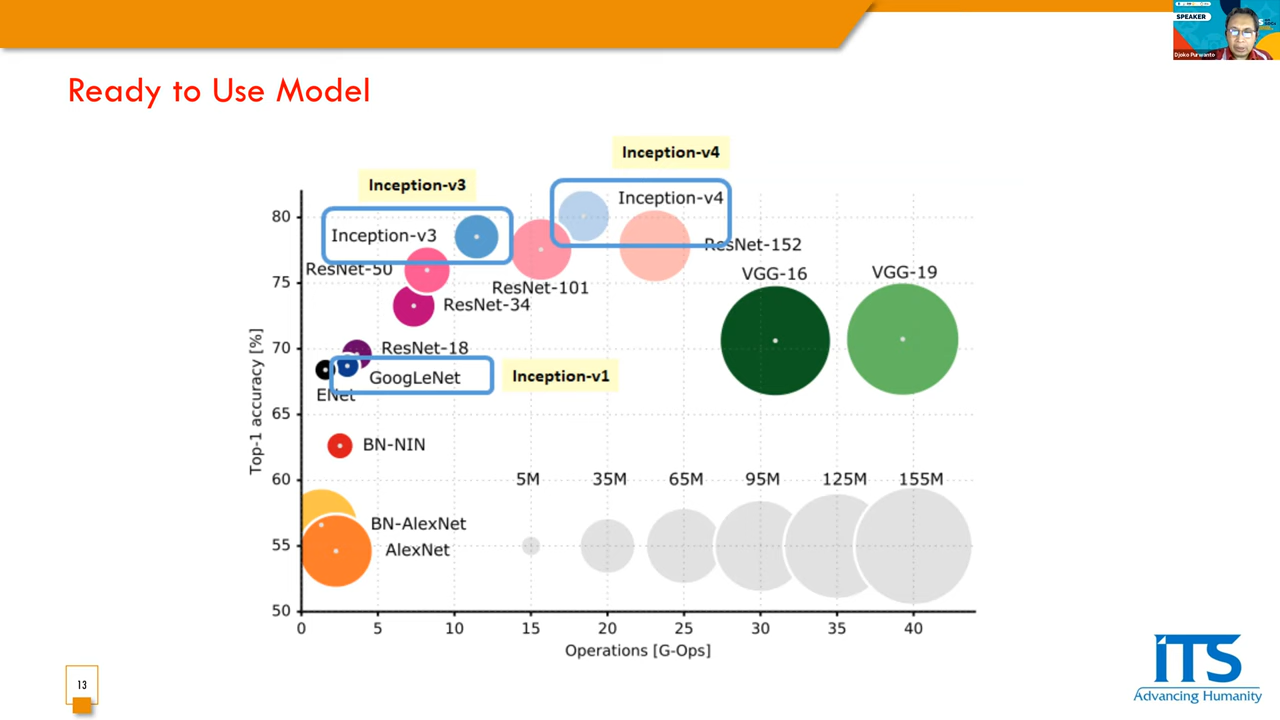 SPEAKER
Djoko Purwanto
Ready to Use Model
Inception-v4
Inception-v3
Inception-v4
Inception-v3
ResNet-152
ResNet-50
VGG-16
VGG-19
ResNet-101
ResNet-34
ResNet-18
GoogLeNet
Inception-v1
ENet
BN-NIN
5M 35M 65M 95M 125M 155M
BN-AlexNet
AlexNet
80
75
70
65
60
55
50
0 5 10 15 20 25 30 35 40
Top-1 accuracy [%]
Operations [G-Ops]
13
iTS
Advancing Humanity